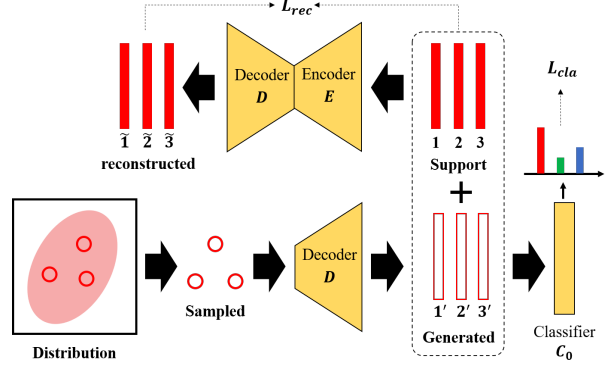 L_rec
Decoder
D
Encoder
E
1̃ 2̃ 3̃
reconstructed
1 2 3
Support
+
L_cla
Distribution
Sampled
Decoder
D
1′ 2′ 3′
Generated
Classifier
C₀